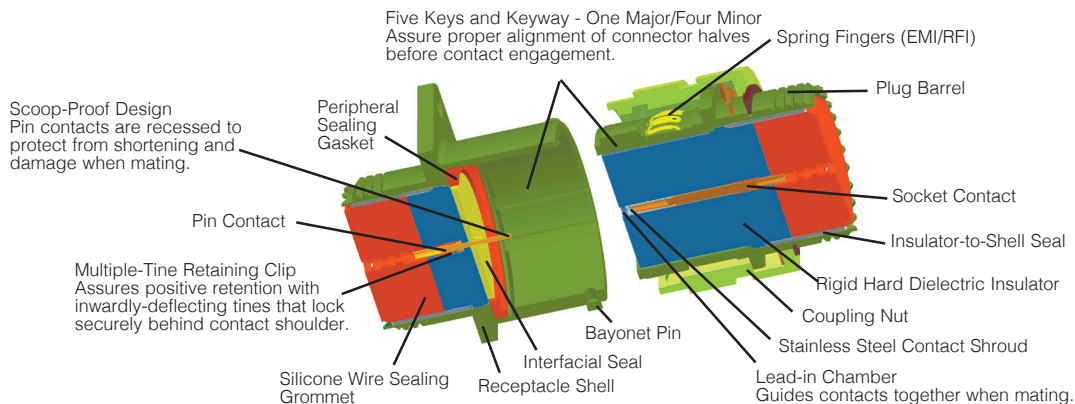 Five Keys and Keyway - One Major/Four Minor
Assure proper alignment of connector halves
before contact engagement.
Spring Fingers (EMI/RFI)
Plug Barrel
Scoop-Proof Design
Pin contacts are recessed to
protect from shortening and
damage when mating.
Peripheral
Sealing
Gasket
Socket Contact
Pin Contact
Insulator-to-Shell Seal
Multiple-Tine Retaining Clip
Assures positive retention with
inwardly-deflecting tines that lock
securely behind contact shoulder.
Rigid Hard Dielectric Insulator
Coupling Nut
Bayonet Pin
Stainless Steel Contact Shroud
Interfacial Seal
Silicone Wire Sealing
Grommet
Receptacle Shell
Lead-in Chamber
Guides contacts together when mating.